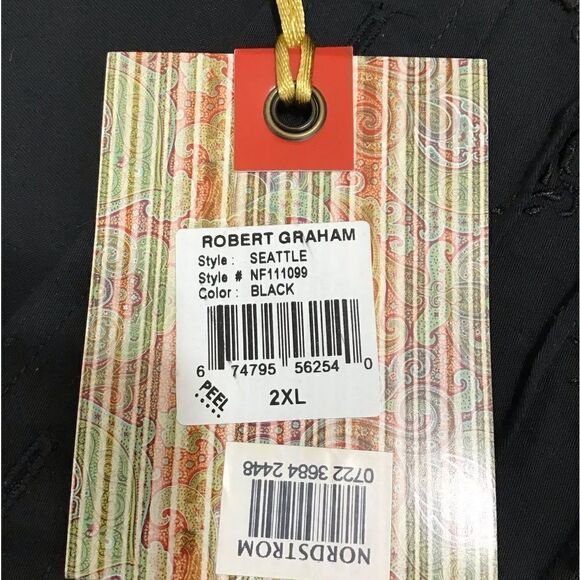 ROBERT GRAHAM
Style : SEATTLE
Style # NF111099
Color : BLACK
6 74795 56254 0
PEEL
2XL
NORDSTROM
0722 3684 2448